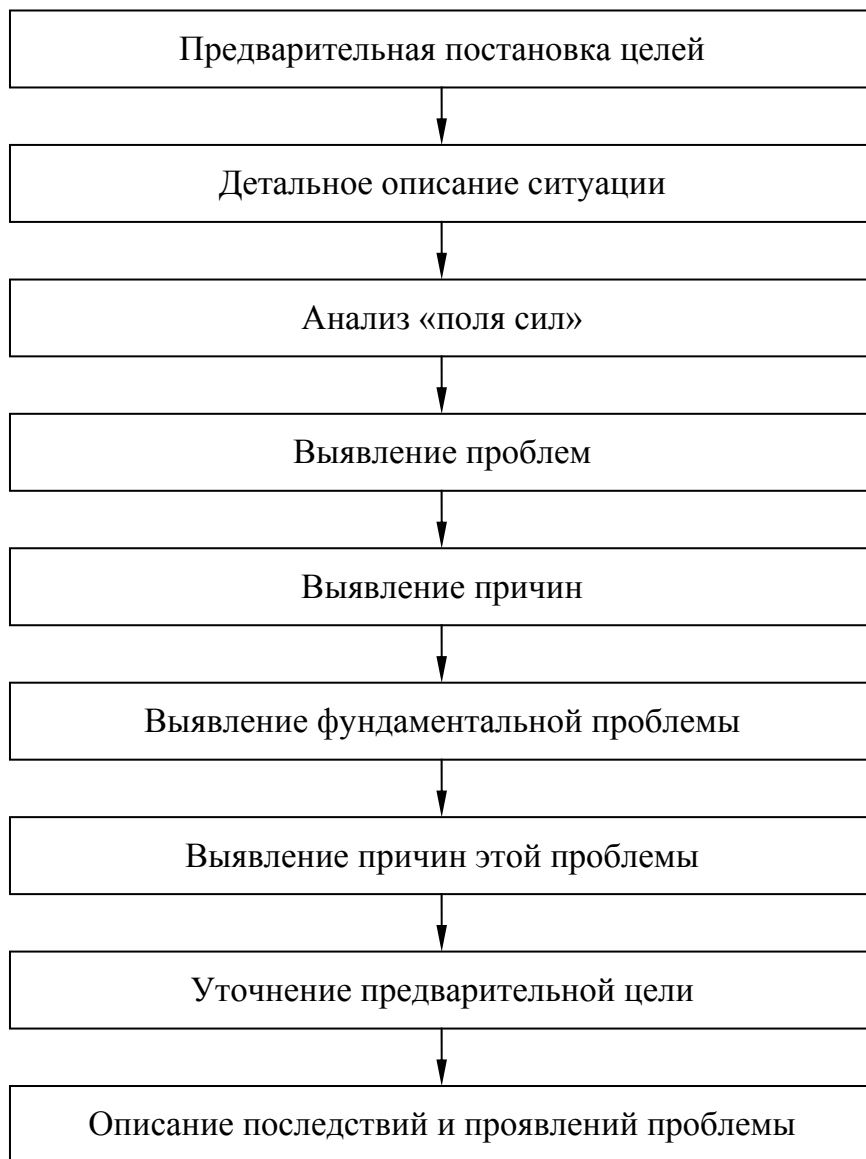 Предварительная постановка целей
Детальное описание ситуации
Анализ «поля сил»
Выявление проблем
Выявление причин
Выявление фундаментальной проблемы
Выявление причин этой проблемы
Уточнение предварительной цели
Описание последствий и проявлений проблемы